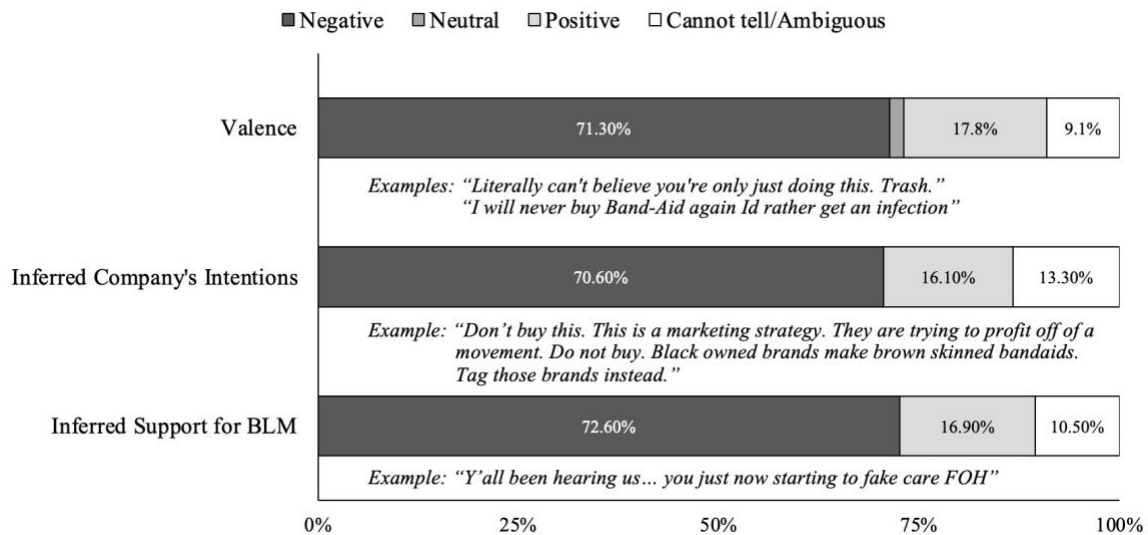 Negative Neutral Positive Cannot tell/Ambiguous
Valence
71.30% 17.8% 9.1%
Examples: “Literally can't believe you're only just doing this. Trash.”
“I will never buy Band-Aid again Id rather get an infection”
Inferred Company's Intentions
70.60% 16.10% 13.30%
Example: “Don’t buy this. This is a marketing strategy. They are trying to profit off of a
movement. Do not buy. Black owned brands make brown skinned bandaids.
Tag those brands instead.”
Inferred Support for BLM
72.60% 16.90% 10.50%
Example: “Y’all been hearing us… you just now starting to fake care FOH”
0% 25% 50% 75% 100%